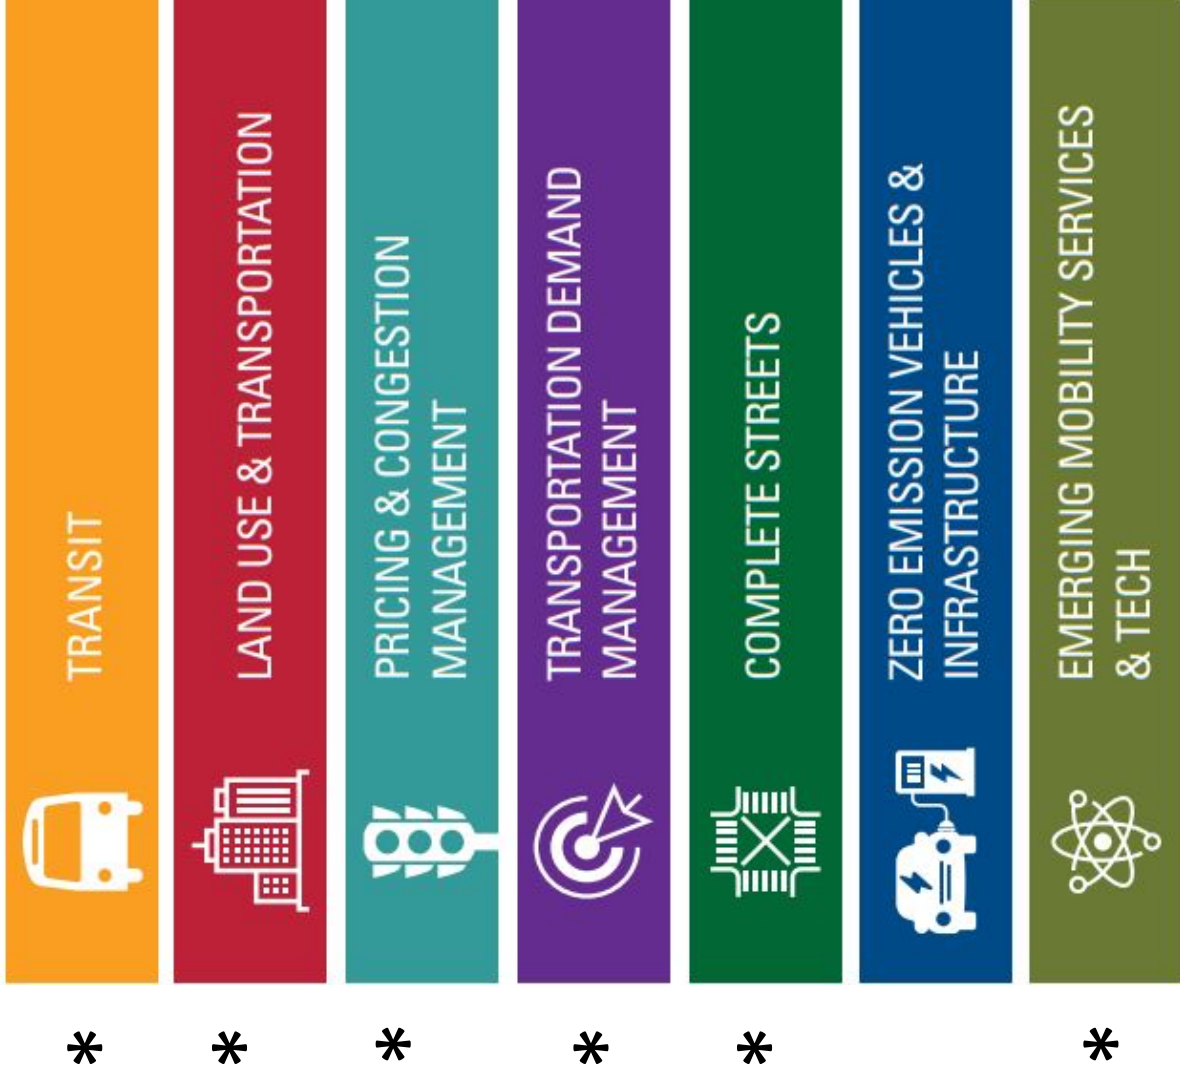 TRANSIT
LAND USE & TRANSPORTATION
PRICING & CONGESTION
MANAGEMENT
TRANSPORTATION DEMAND
MANAGEMENT
COMPLETE STREETS
ZERO EMISSION VEHICLES &
INFRASTRUCTURE
EMERGING MOBILITY SERVICES
& TECH
* * * * * *